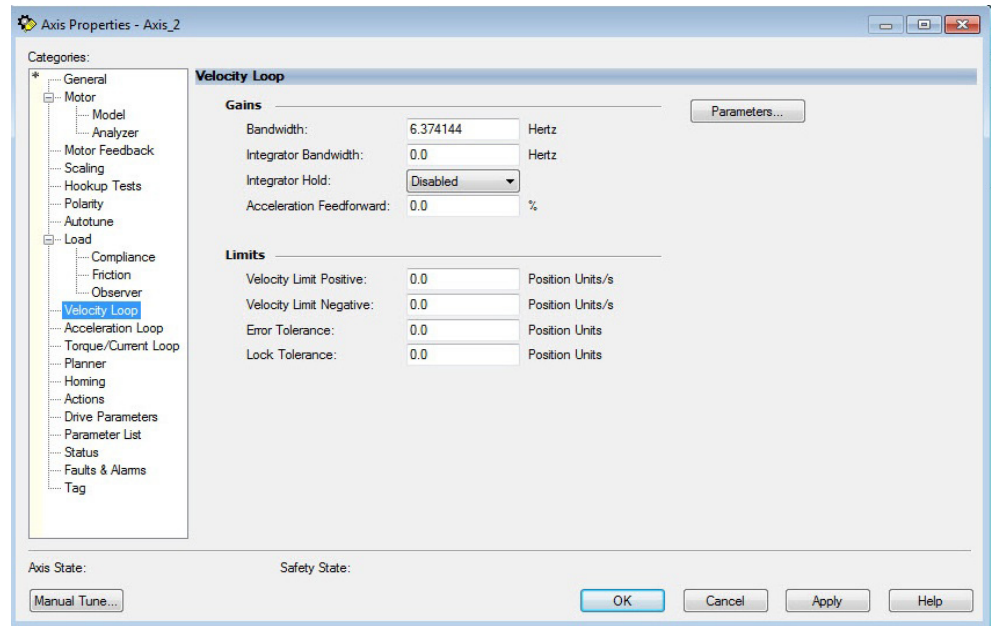 Axis Properties - Axis_2
Categories:
*
General
Motor
Model
Analyzer
Motor Feedback
Scaling
Hookup Tests
Polarity
Autotune
Load
Compliance
Friction
Observer
Velocity Loop
Acceleration Loop
Torque/Current Loop
Planner
Homing
Actions
Drive Parameters
Parameter List
Status
Faults & Alarms
Tag
Velocity Loop
Gains
Parameters...
Bandwidth: 6.374144 Hertz
Integrator Bandwidth: 0.0 Hertz
Integrator Hold: Disabled
Acceleration Feedforward: 0.0 %
Limits
Velocity Limit Positive: 0.0 Position Units/s
Velocity Limit Negative: 0.0 Position Units/s
Error Tolerance: 0.0 Position Units
Lock Tolerance: 0.0 Position Units
Axis State: Safety State:
Manual Tune... OK Cancel Apply Help